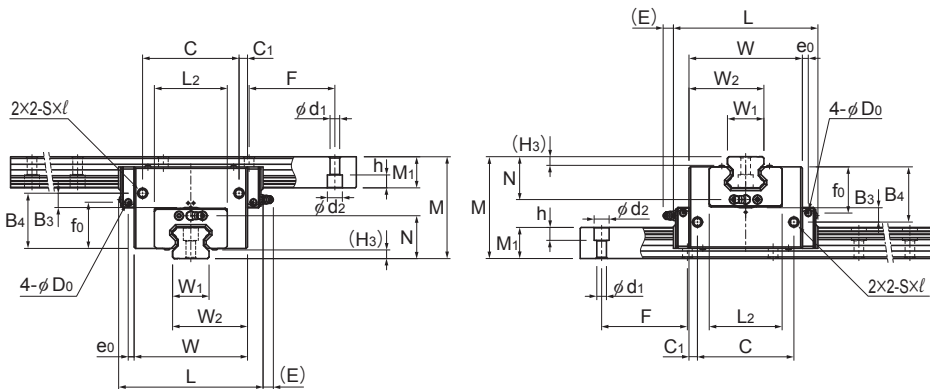 C
C1
L2
F
2×2-S×ℓ
φd1
h
M1
M
φd2
B4
B3
f0
(H3)
N
4-φD0
W1
W2
e0
W
(E)
L
(E)
L
W
e0
W2
W1
4-φD0
(H3)
N
M
h
φd2
M1
f0
B3
B4
φd1
2×2-S×ℓ
F
L2
C1
C